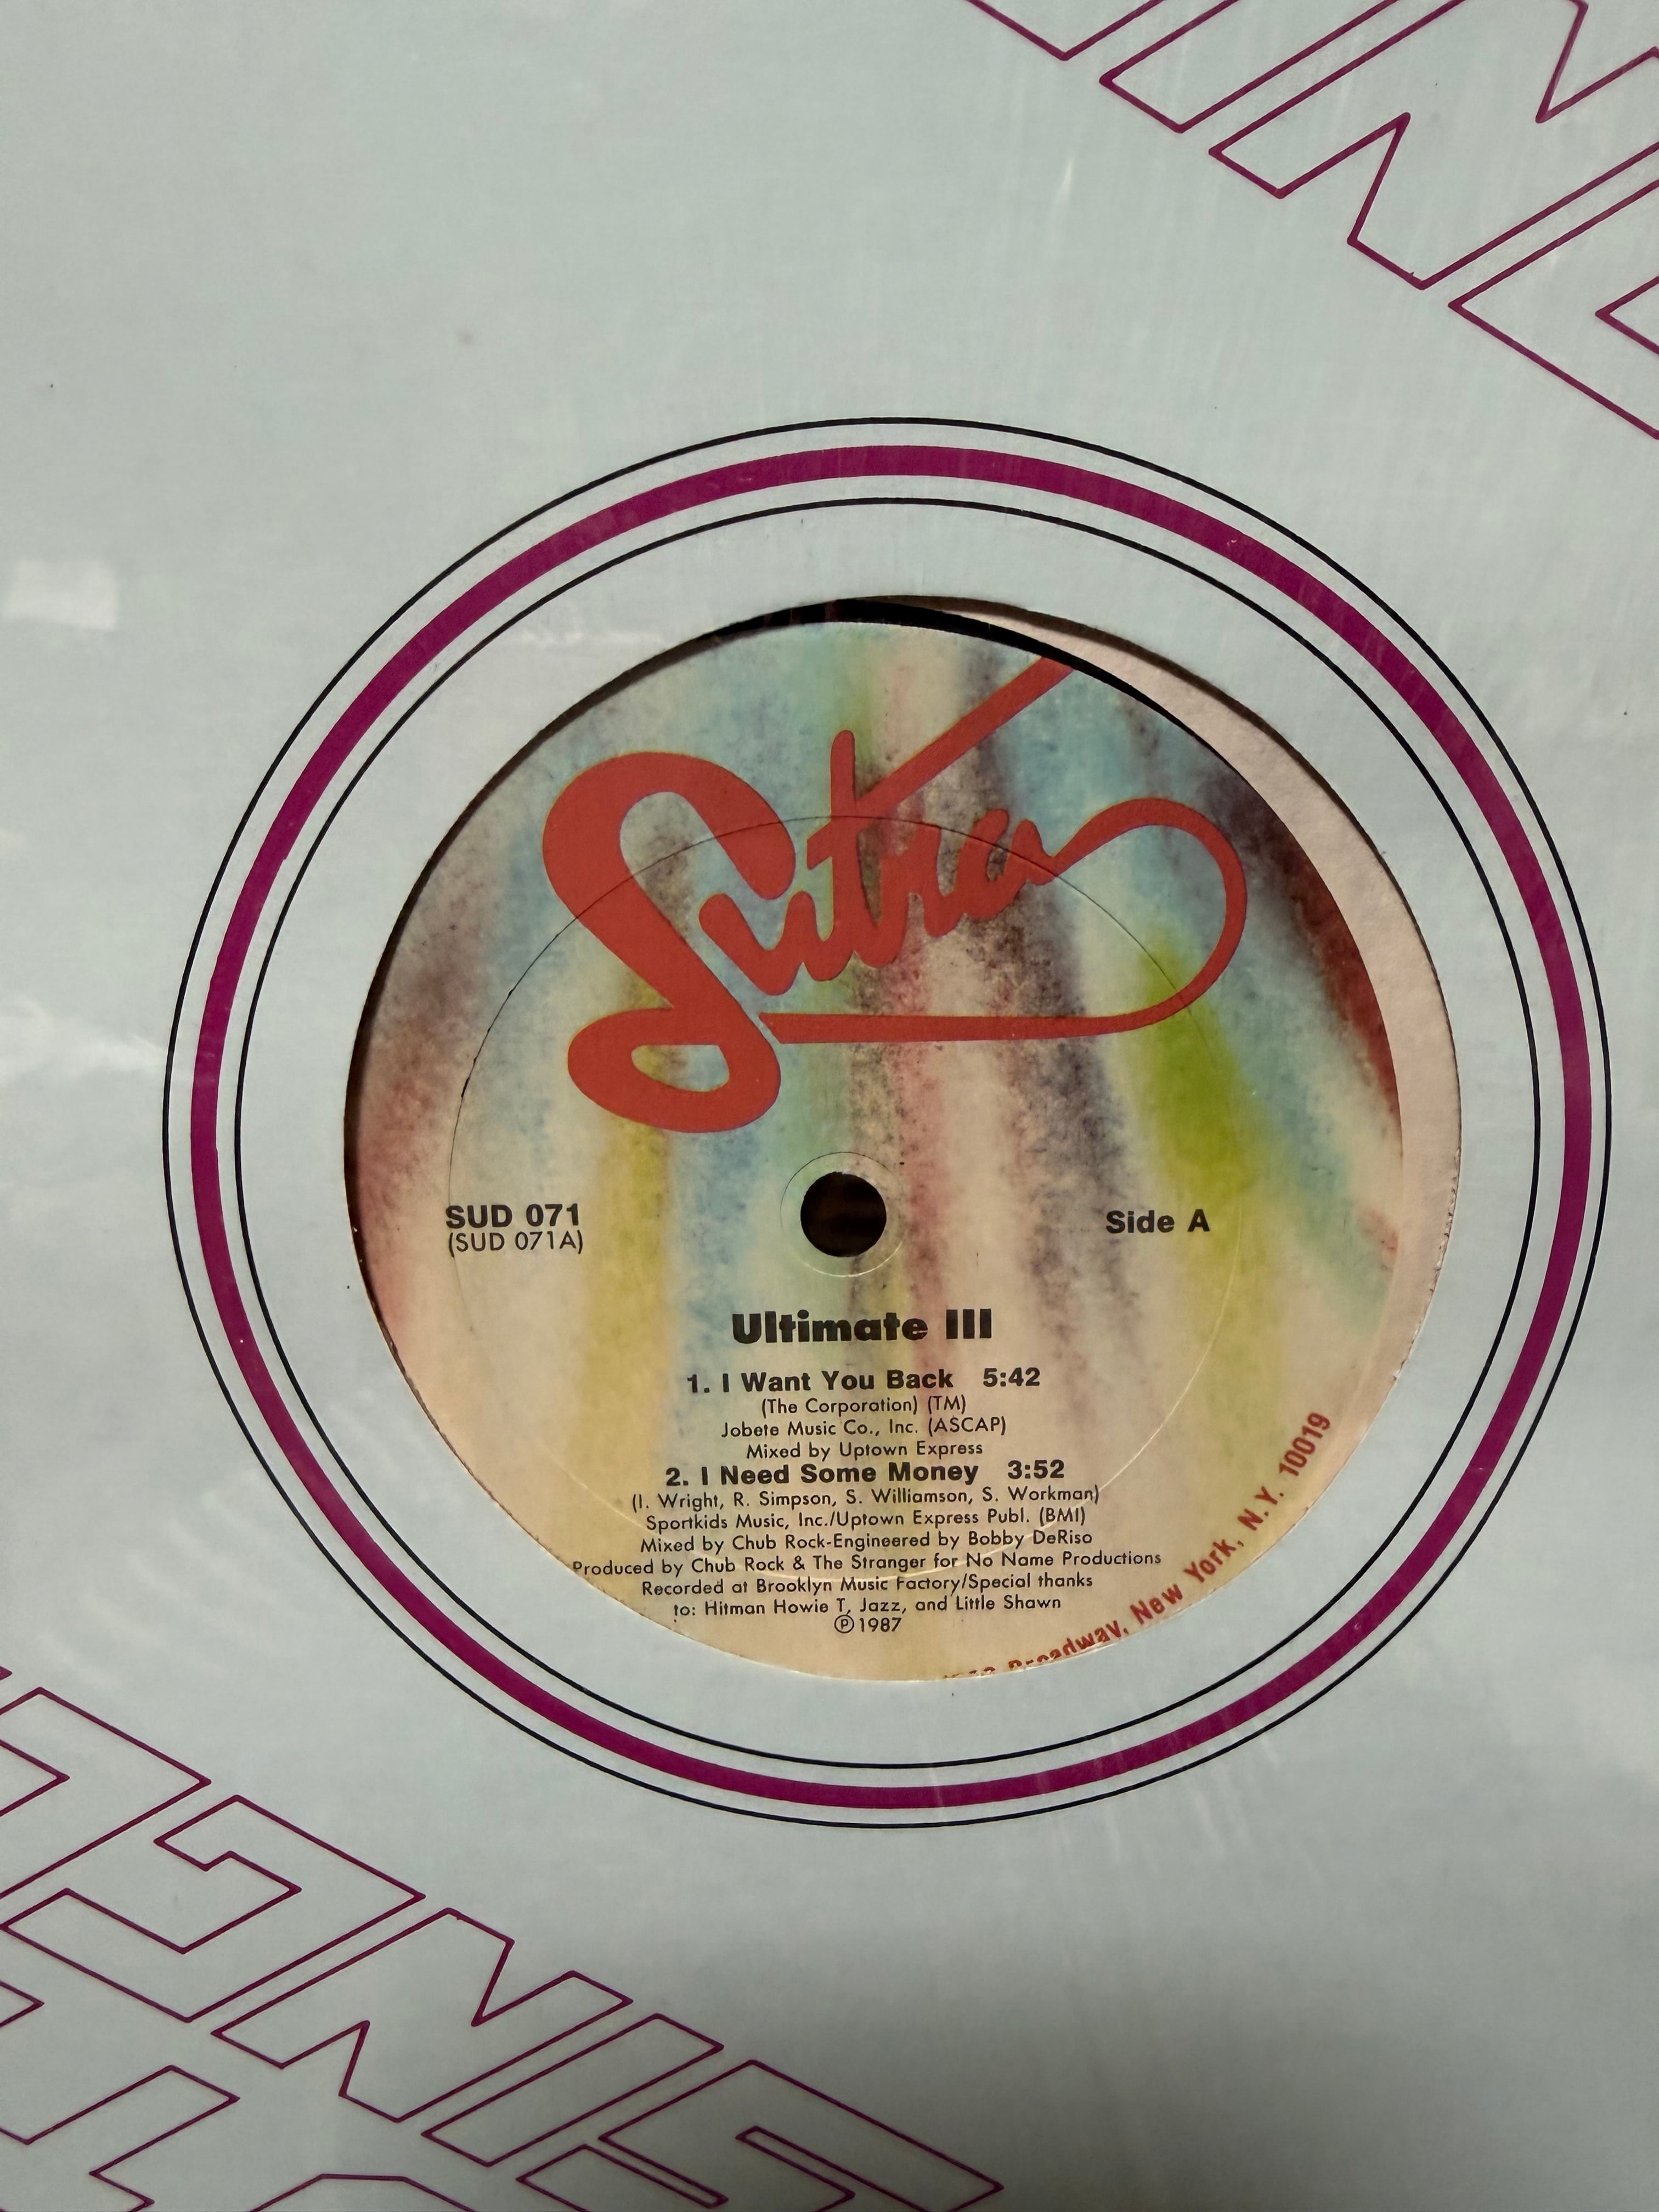 Sutra
SUD 071
(SUD 071A)
Side A
Ultimate III
1. I Want You Back 5:42
(The Corporation) (TM)
Jobete Music Co., Inc. (ASCAP)
Mixed by Uptown Express
2. I Need Some Money 3:52
(I. Wright, R. Simpson, S. Williamson, S. Workman)
Sportkids Music, Inc./Uptown Express Publ. (BMI)
Mixed by Chub Rock-Engineered by Bobby DeRiso
Produced by Chub Rock & The Stranger for No Name Productions
Recorded at Brooklyn Music Factory/Special thanks
to: Hitman Howie T, Jazz, and Little Shawn
℗1987
Broadway, New York, N.Y. 10019